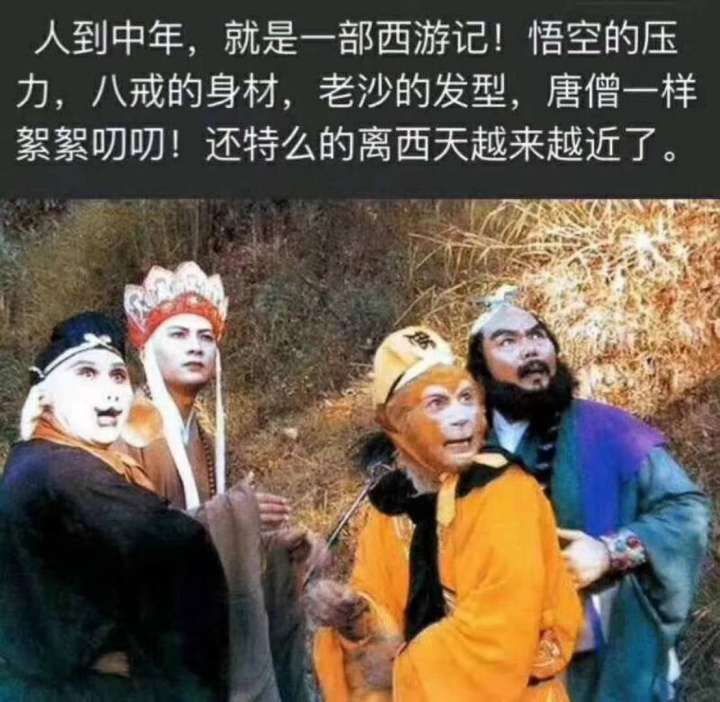 人到中年，就是一部西游记！悟空的压
力，八戒的身材，老沙的发型，唐僧一样
絮絮叨叨！还特么的离西天越来越近了。